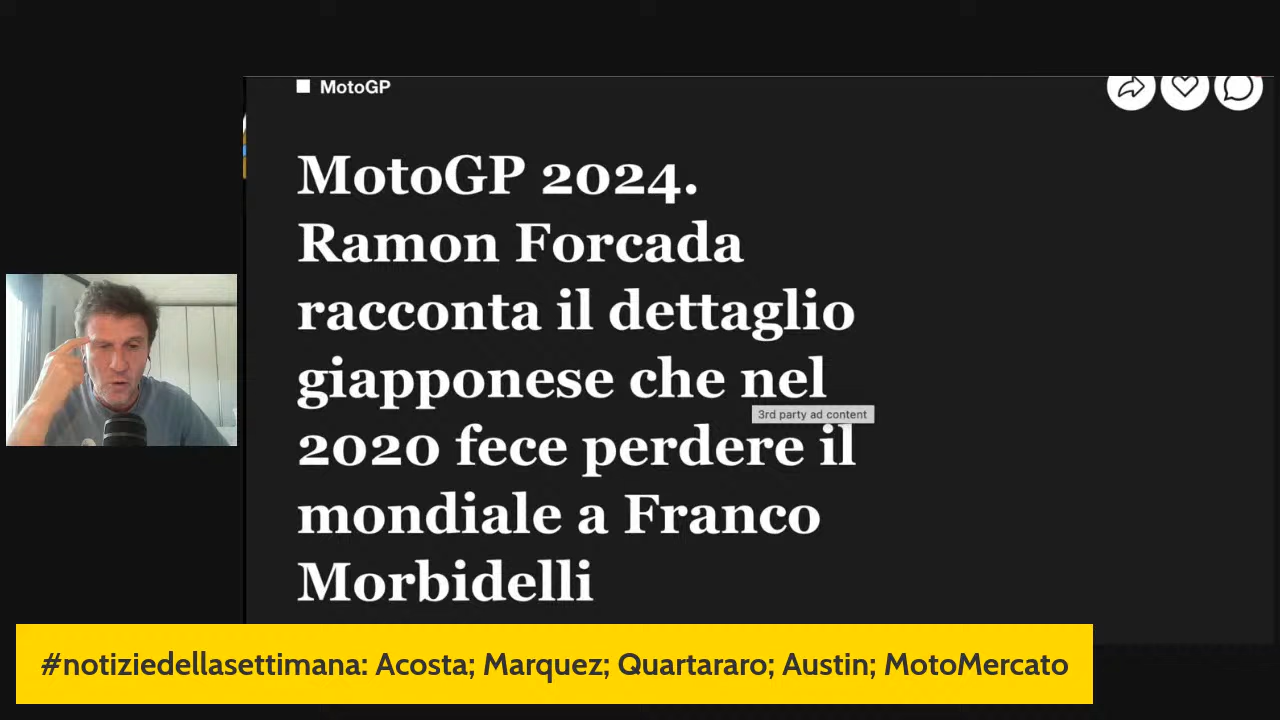 MotoGP
MotoGP 2024.
Ramon Forcada
racconta il dettaglio
giapponese che nel
3rd party ad content
2020 fece perdere il
mondiale a Franco
Morbidelli
#notiziedellasettimana: Acosta; Marquez; Quartararo; Austin; MotoMercato